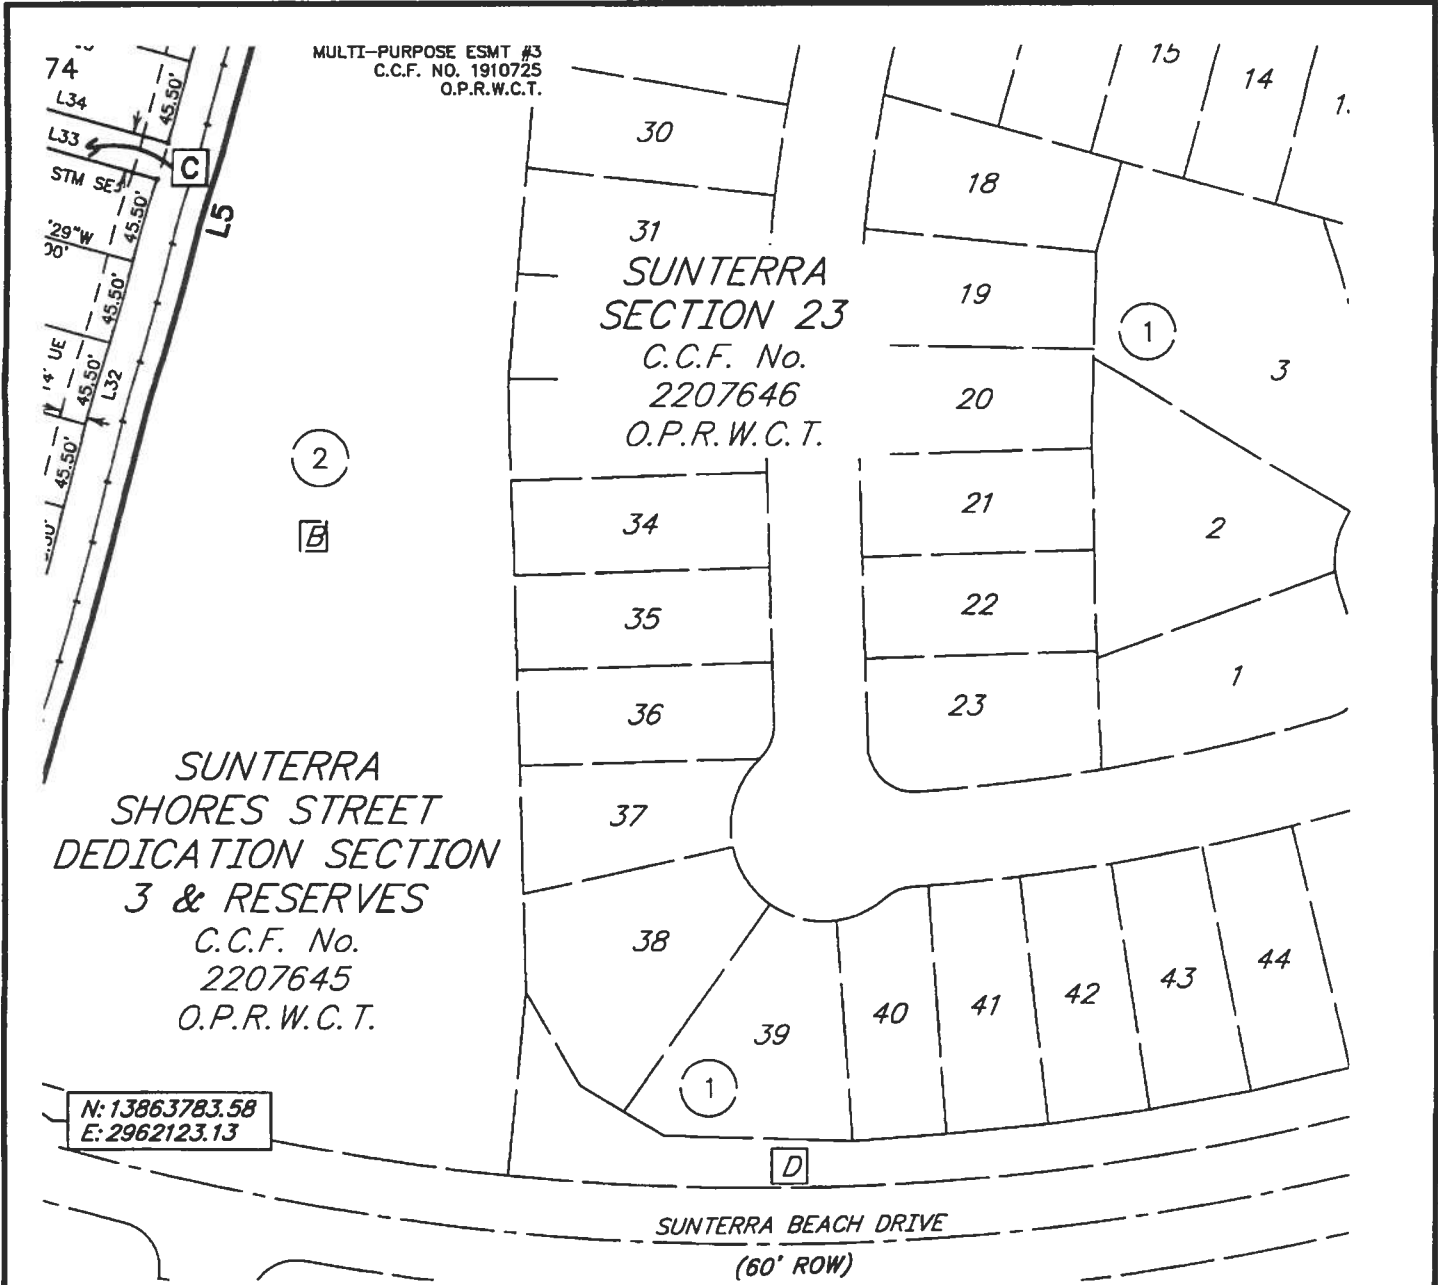 74
L34
L33
STM SE
'29"W
00'
45.50'
45.50'
45.50'
45.50'
45.50'
14' UE
L32
L5
C
MULTI-PURPOSE ESMT #3
C.C.F. NO. 1910725
O.P.R.W.C.T.
30
31
SUNTERRA
SECTION 23
C.C.F. No.
2207646
O.P.R.W.C.T.
15
14
18
19
20
21
22
23
1
3
2
1
2
B
34
35
36
37
38
39
40
41
42
43
44
1
SUNTERRA
SHORES STREET
DEDICATION SECTION
3 & RESERVES
C.C.F. No.
2207645
O.P.R.W.C.T.
N: 13863783.58
E: 2962123.13
D
SUNTERRA BEACH DRIVE
(60' ROW)